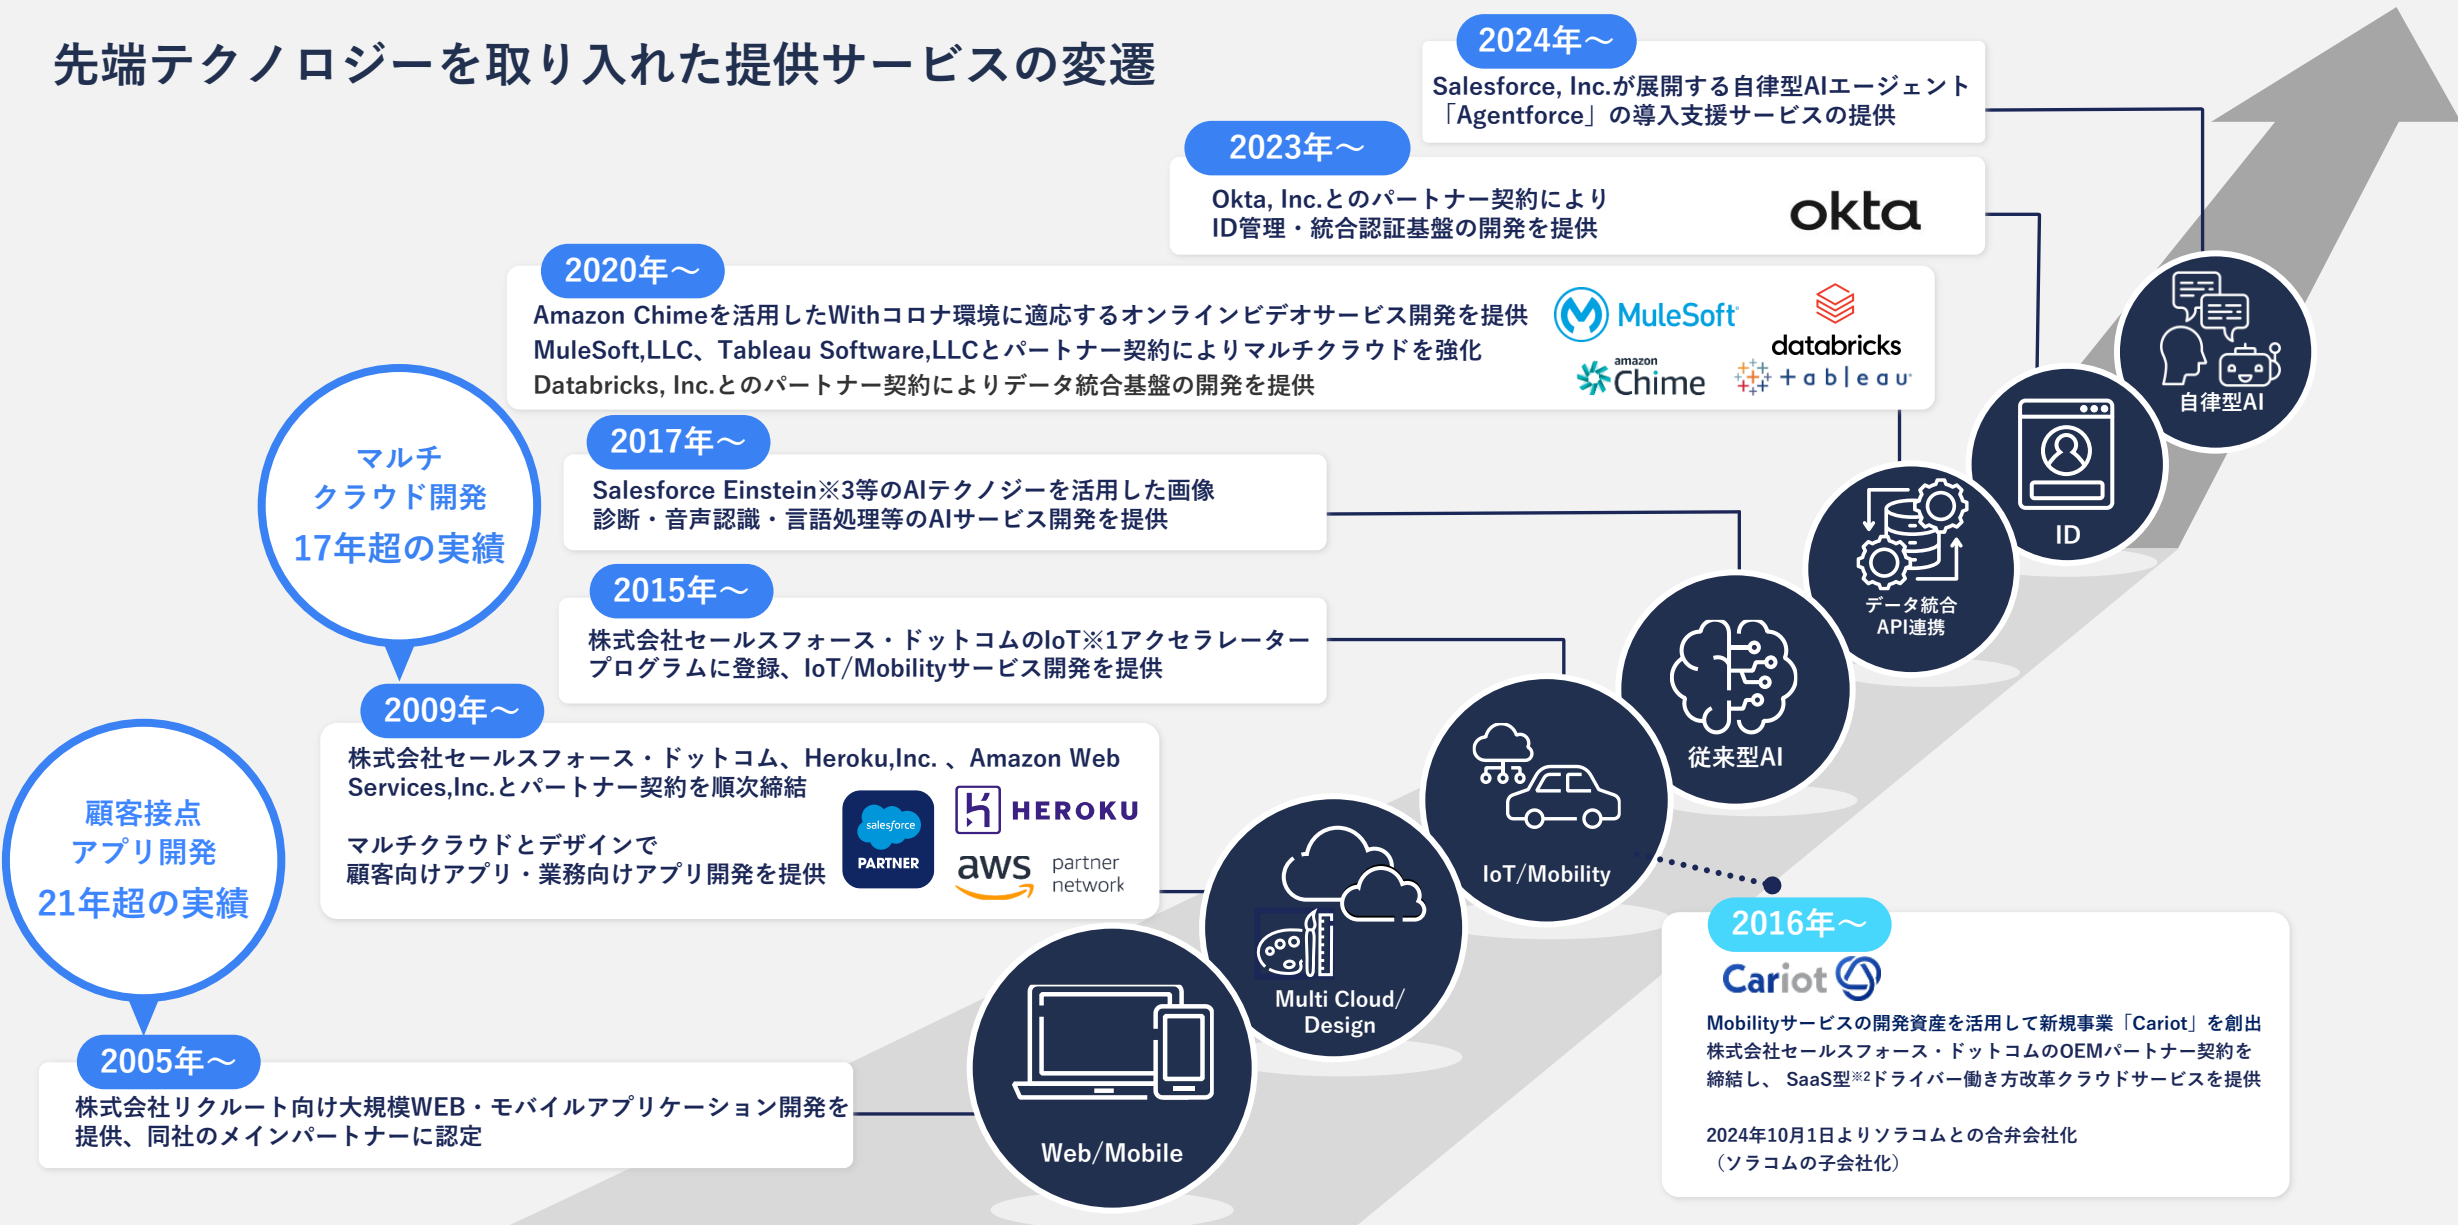 先端テクノロジーを取り入れた提供サービスの変遷
2024年～
Salesforce, Inc.が展開する自律型AIエージェント
「Agentforce」の導入支援サービスの提供
2023年～
Okta, Inc.とのパートナー契約により
ID管理・統合認証基盤の開発を提供
okta
2020年～
Amazon Chimeを活用したWithコロナ環境に適応するオンラインビデオサービス開発を提供
MuleSoft,LLC、Tableau Software,LLCとパートナー契約によりマルチクラウドを強化
Databricks, Inc.とのパートナー契約によりデータ統合基盤の開発を提供
MuleSoft
databricks
amazon
Chime
+ableau
2017年～
Salesforce Einstein※3等のAIテクノジーを活用した画像
診断・音声認識・言語処理等のAIサービス開発を提供
2015年～
株式会社セールスフォース・ドットコムのIoT※1アクセラレーター
プログラムに登録、IoT/Mobilityサービス開発を提供
マルチ
クラウド開発
17年超の実績
2009年～
株式会社セールスフォース・ドットコム、Heroku,Inc. 、Amazon Web
Services,Inc.とパートナー契約を順次締結
マルチクラウドとデザインで
顧客向けアプリ・業務向けアプリ開発を提供
salesforce
PARTNER
HEROKU
aws partner
network
顧客接点
アプリ開発
21年超の実績
2005年～
株式会社リクルート向け大規模WEB・モバイルアプリケーション開発を
提供、同社のメインパートナーに認定
自律型AI
ID
データ統合
API連携
従来型AI
IoT/Mobility
Multi Cloud/
Design
Web/Mobile
2016年～
Cariot
Mobilityサービスの開発資産を活用して新規事業「Cariot」を創出
株式会社セールスフォース・ドットコムのOEMパートナー契約を
締結し、 SaaS型※2ドライバー働き方改革クラウドサービスを提供
2024年10月1日よりソラコムとの合弁会社化
（ソラコムの子会社化）